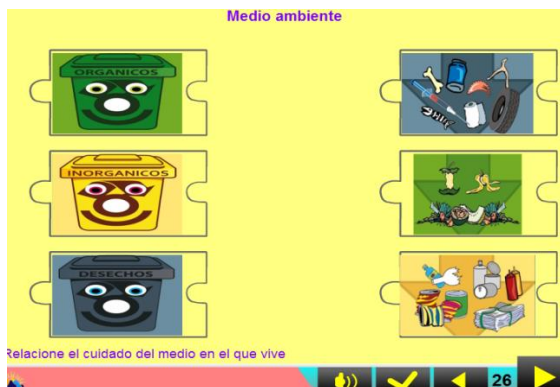 Medio ambiente
ORGANICOS
INORGANICOS
DESECHOS
Relacione el cuidado del medio en el que vive
26